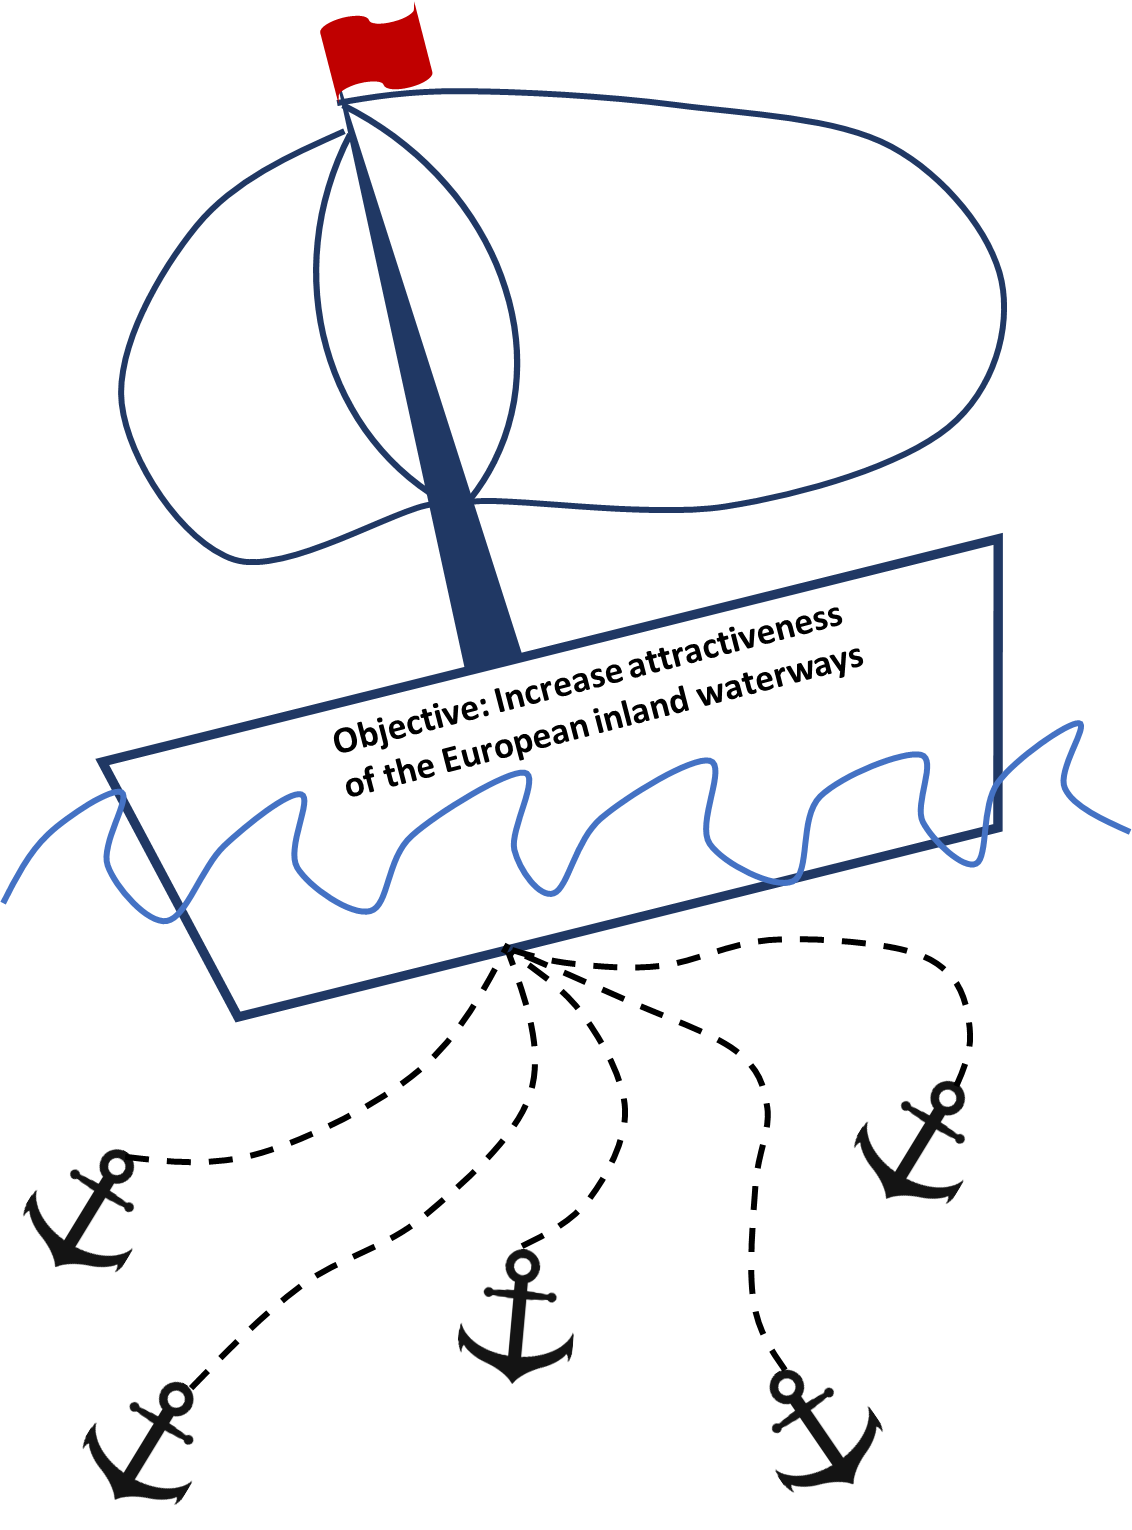 Objective: Increase attractiveness
of the European inland waterways